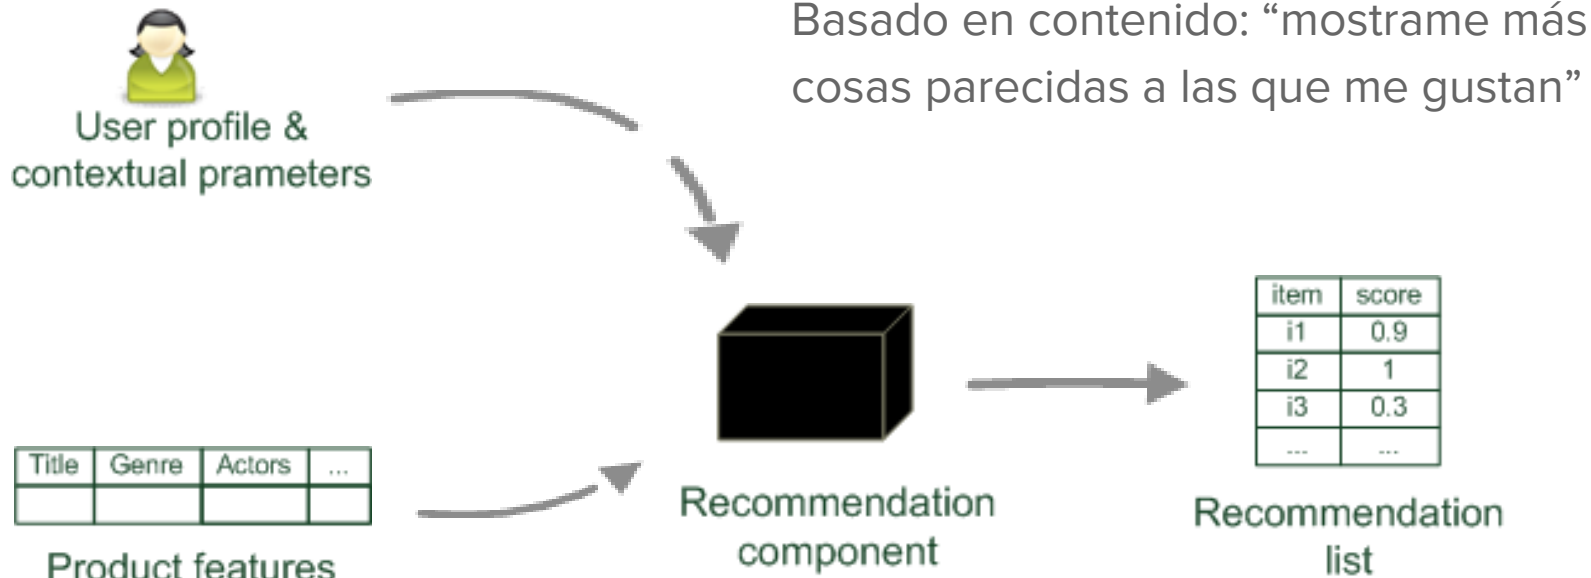 Basado en contenido: “mostrame más
cosas parecidas a las que me gustan”
User profile &
contextual prameters
item score
i1 0.9
i2 1
i3 0.3
... ...
Title Genre Actors ...
Product features
Recommendation
component
Recommendation
list